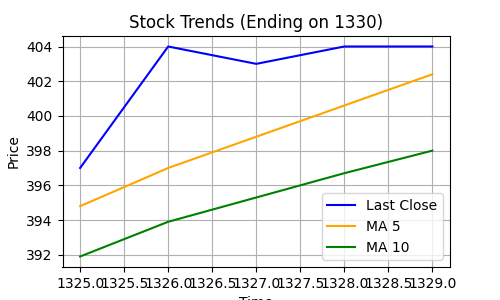 Stock Trends (Ending on 1330)
Price
404
402
400
398
396
394
392
Last Close
MA 5
MA 10
1325.0 1325.5 1326.0 1326.5 1327.0 1327.5 1328.0 1328.5 1329.0
Time